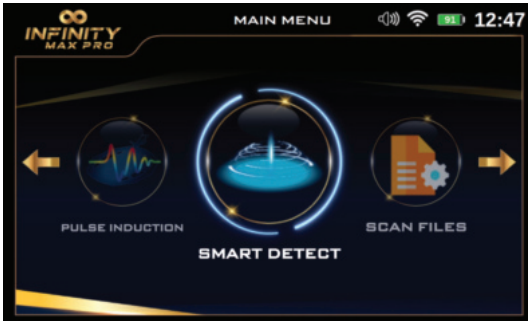 INFINITY
MAX PRO
MAIN MENU
91
12:47
PULSE INDUCTION
SMART DETECT
SCAN FILES